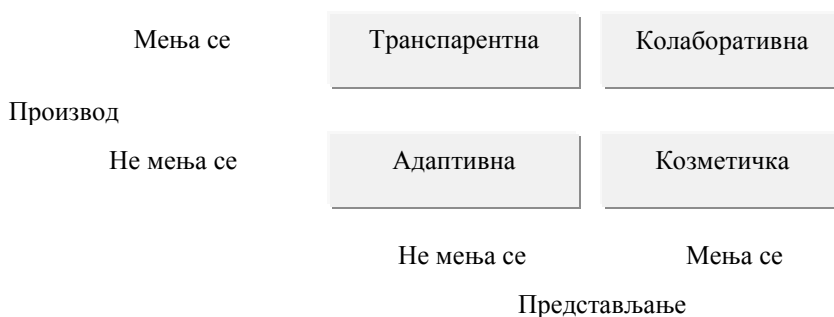 Мења се Транспарентна Колаборативна
Производ
Не мења се Адаптивна Козметичка
Не мења се Мења се
Представљање